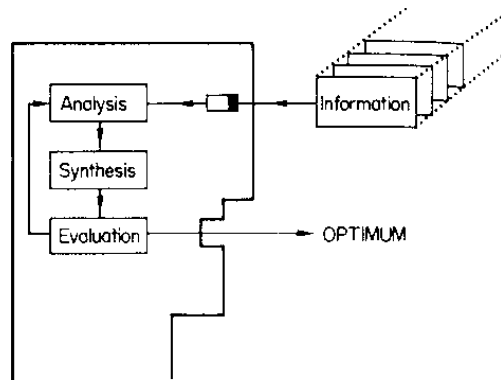 Analysis
Information
Synthesis
Evaluation
OPTIMUM